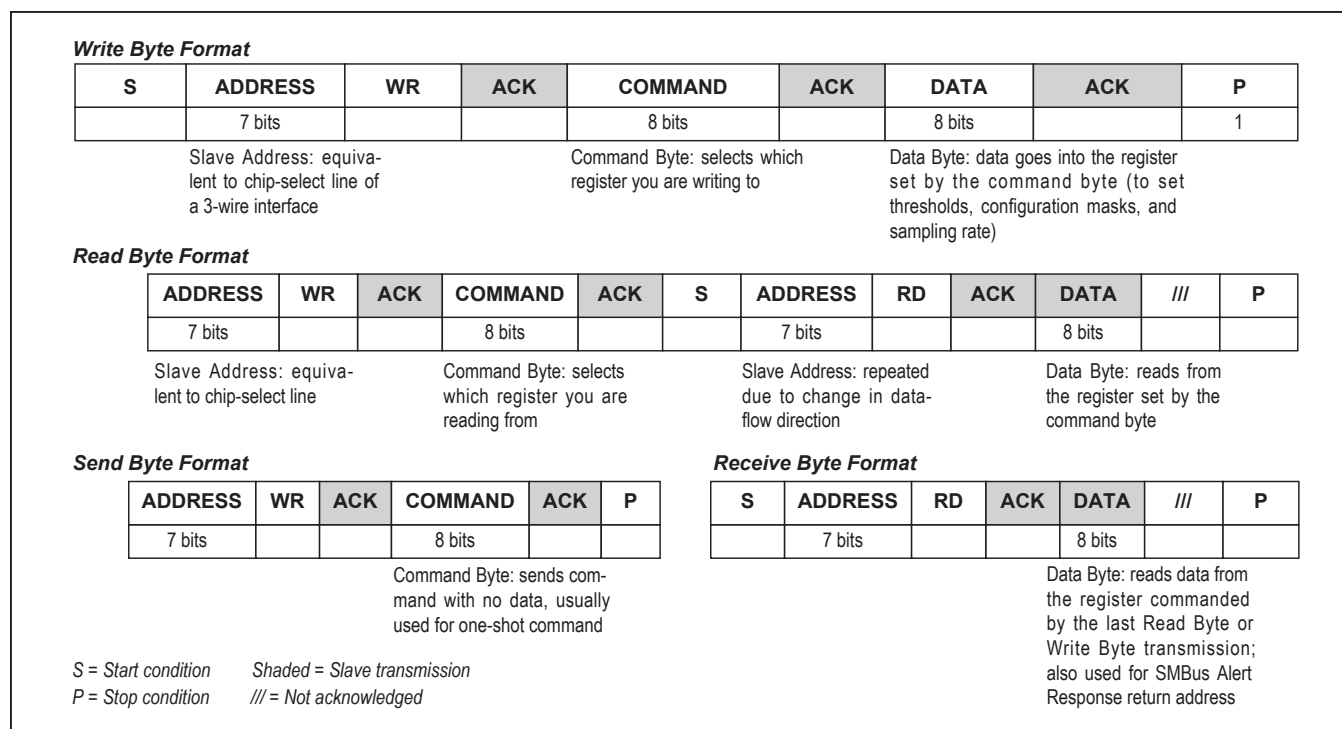 Write Byte Format
S ADDRESS WR ACK COMMAND ACK DATA ACK P
7 bits 8 bits 8 bits 1
Slave Address: equiva-
lent to chip-select line of
a 3-wire interface
Command Byte: selects which
register you are writing to
Data Byte: data goes into the register
set by the command byte (to set
thresholds, configuration masks, and
sampling rate)
Read Byte Format
ADDRESS WR ACK COMMAND ACK S ADDRESS RD ACK DATA /// P
7 bits 8 bits 7 bits 8 bits
Slave Address: equiva-
lent to chip-select line
Command Byte: selects
which register you are
reading from
Slave Address: repeated
due to change in data-
flow direction
Data Byte: reads from
the register set by the
command byte
Send Byte Format
ADDRESS WR ACK COMMAND ACK P
7 bits 8 bits
Command Byte: sends com-
mand with no data, usually
used for one-shot command
Receive Byte Format
S ADDRESS RD ACK DATA /// P
7 bits 8 bits
Data Byte: reads data from
the register commanded
by the last Read Byte or
Write Byte transmission;
also used for SMBus Alert
Response return address
S = Start condition Shaded = Slave transmission
P = Stop condition /// = Not acknowledged